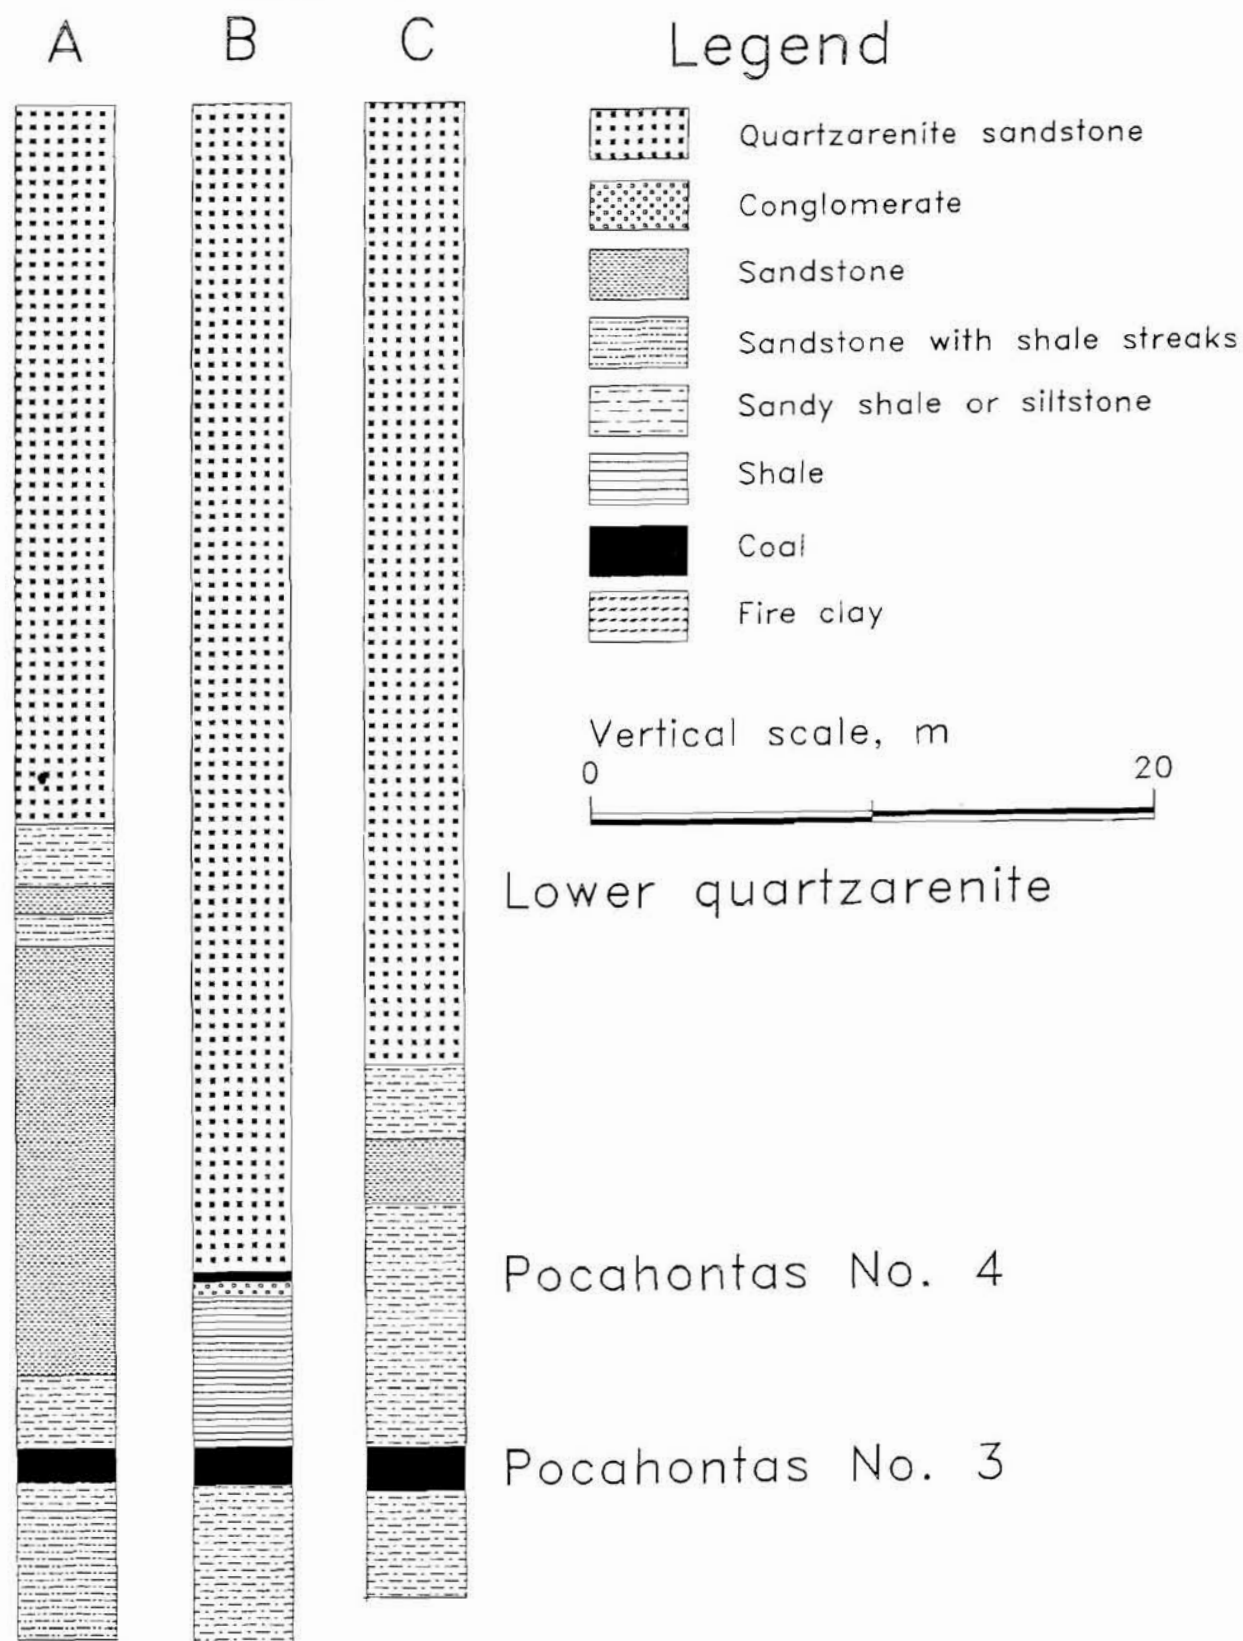 A B C
Legend
Quartzarenite sandstone
Conglomerate
Sandstone
Sandstone with shale streaks
Sandy shale or siltstone
Shale
Coal
Fire clay
Vertical scale, m
0 20
Lower quartzarenite
Pocahontas No. 4
Pocahontas No. 3